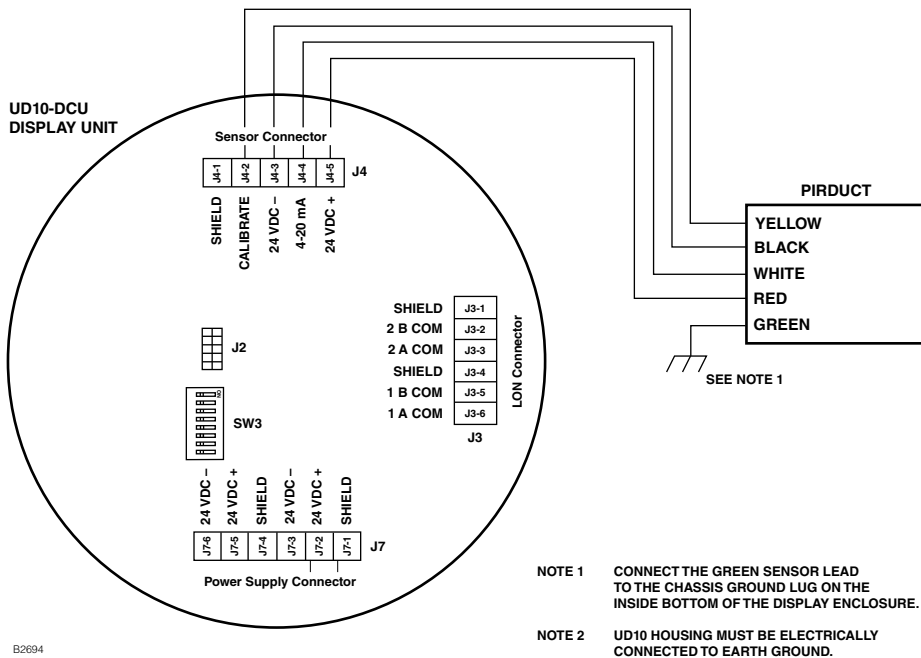 UD10-DCU
DISPLAY UNIT
Sensor Connector
J4-1
J4-2
J4-3
J4-4
J4-5
J4
SHIELD
CALIBRATE
24 VDC –
4-20 mA
24 VDC +
PIRDUCT
YELLOW
BLACK
WHITE
RED
GREEN
SEE NOTE 1
J2
SW3
ON
SHIELD J3-1
2 B COM J3-2
2 A COM J3-3
SHIELD J3-4
1 B COM J3-5
1 A COM J3-6
J3
LON Connector
24 VDC –
24 VDC +
SHIELD
24 VDC –
24 VDC +
SHIELD
J7-6
J7-5
J7-4
J7-3
J7-2
J7-1
J7
Power Supply Connector
NOTE 1 CONNECT THE GREEN SENSOR LEAD
TO THE CHASSIS GROUND LUG ON THE
INSIDE BOTTOM OF THE DISPLAY ENCLOSURE.
NOTE 2 UD10 HOUSING MUST BE ELECTRICALLY
CONNECTED TO EARTH GROUND.
B2694